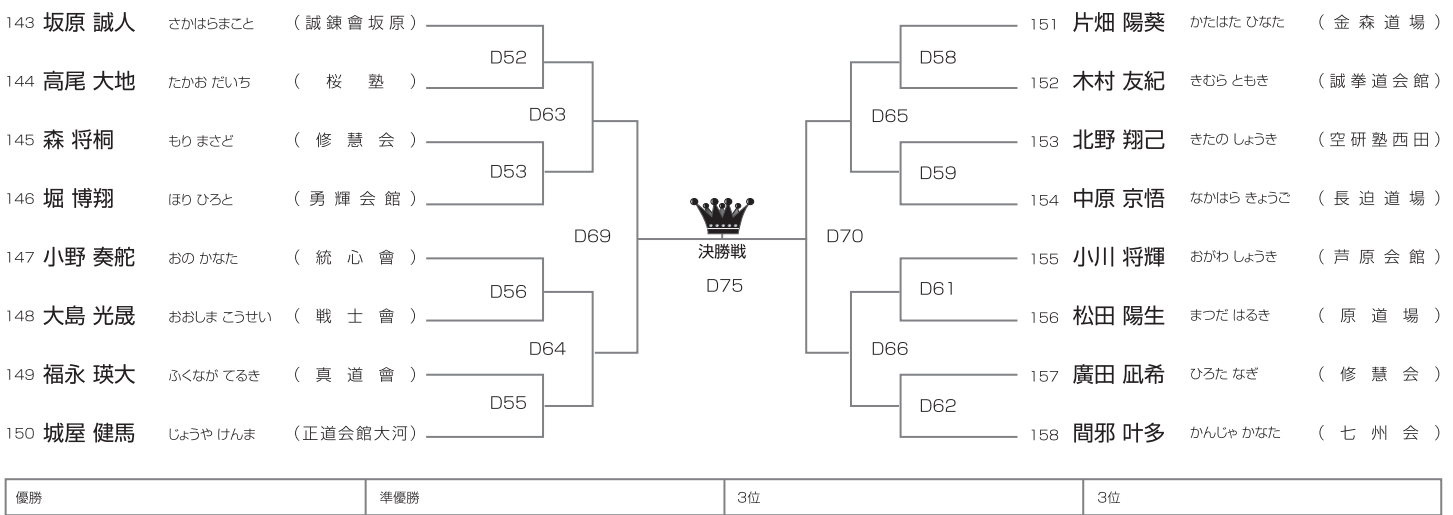 143 坂原 誠人 さかはらまこと （誠錬會坂原）
144 高尾 大地 たかお だいち （桜塾）
145 森 将桐 もり まさど （修慧会）
146 堀 博翔 ほり ひろと （勇輝会館）
147 小野 奏舵 おの かなた （統心會）
148 大島 光晟 おおしま こうせい （戦士會）
149 福永 瑛大 ふくなが てるき （真道會）
150 城屋 健馬 じょうや けんま （正道会館大河）
D52
D53
D56
D55
D63
D64
D69
決勝戦
D75
D70
D65
D66
D58
D59
D61
D62
151 片畑 陽葵 かたはた ひなた （金森道場）
152 木村 友紀 きむら ともき （誠拳道会館）
153 北野 翔己 きたの しょうき （空研塾西田）
154 中原 京悟 なかはら きょうご （長迫道場）
155 小川 将輝 おがわ しょうき （芦原会館）
156 松田 陽生 まつだ はるき （原道場）
157 廣田 凪希 ひろた なぎ （修慧会）
158 間邪 叶多 かんじゃ かなた （七州会）
優勝
準優勝
3位
3位